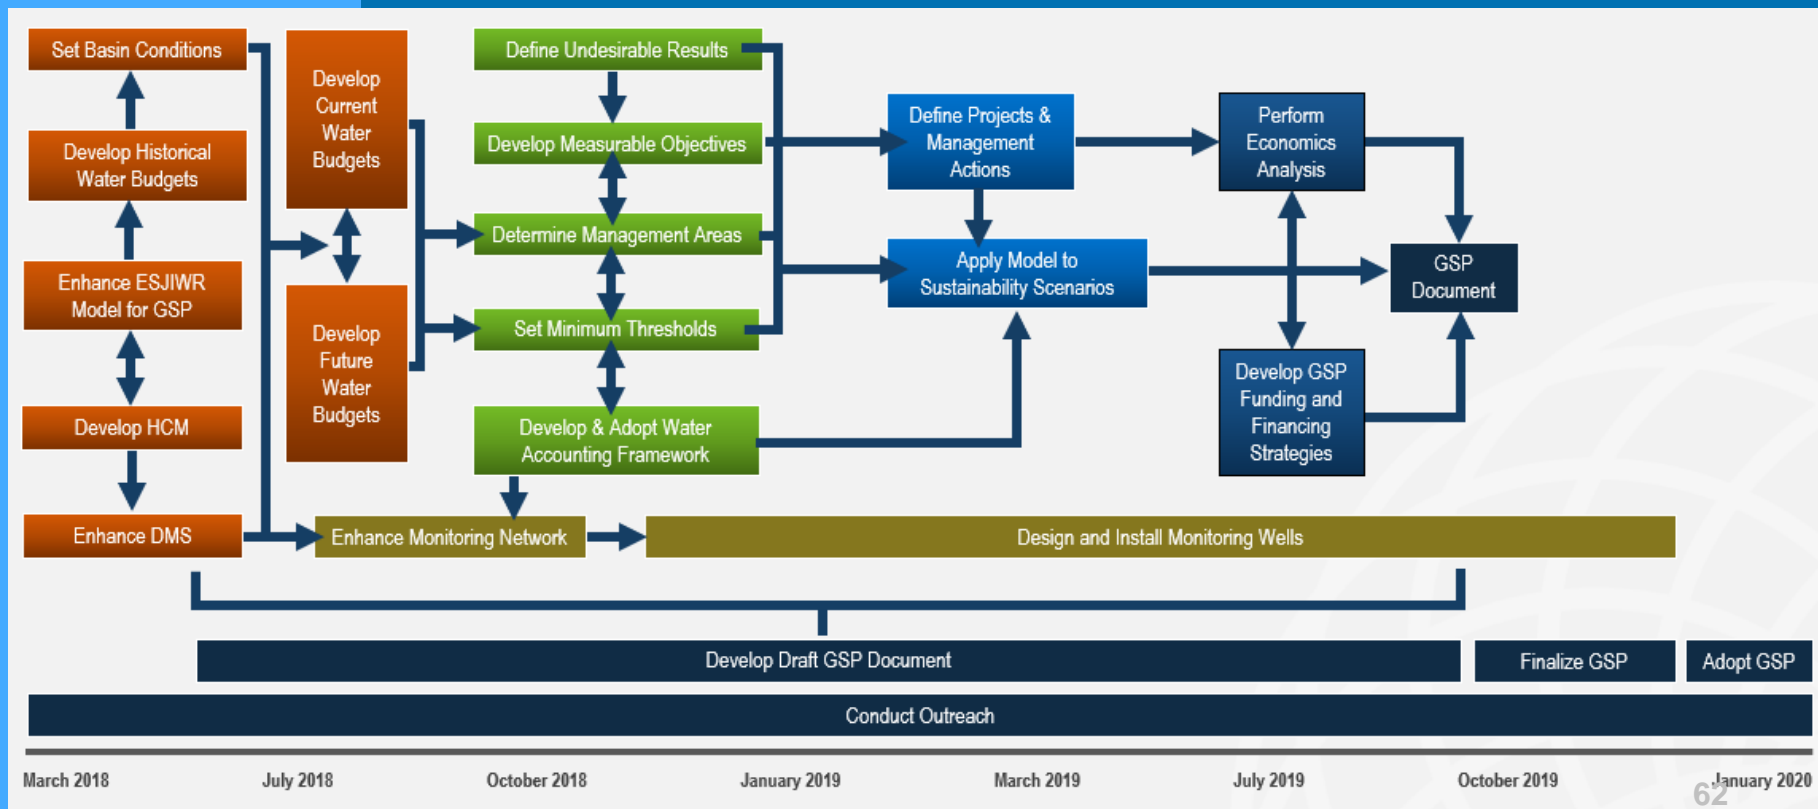 Set Basin Conditions
Develop Historical
Water Budgets
Enhance ESJIWR
Model for GSP
Develop HCM
Enhance DMS
Develop
Current
Water
Budgets
Develop
Future
Water
Budgets
Define Undesirable Results
Develop Measurable Objectives
Determine Management Areas
Set Minimum Thresholds
Develop & Adopt Water
Accounting Framework
Enhance Monitoring Network
Design and Install Monitoring Wells
Define Projects &
Management
Actions
Apply Model to
Sustainability Scenarios
Perform
Economics
Analysis
Develop GSP
Funding and
Financing
Strategies
GSP
Document
Develop Draft GSP Document
Finalize GSP
Adopt GSP
Conduct Outreach
March 2018
July 2018
October 2018
January 2019
March 2019
July 2019
October 2019
January 2020
62